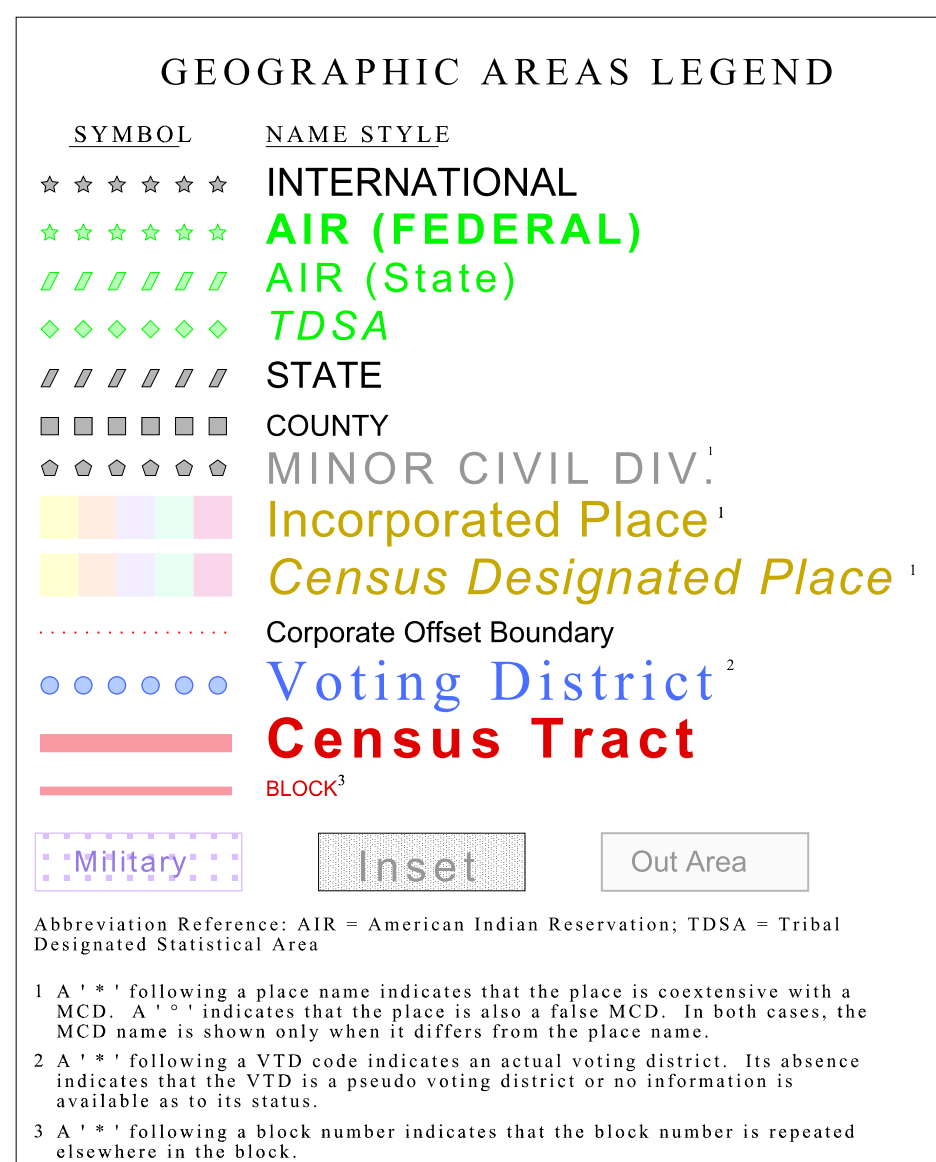 GEOGRAPHIC AREAS LEGEND
SYMBOL NAME STYLE
INTERNATIONAL
AIR (FEDERAL)
AIR (State)
TDSA
STATE
COUNTY
MINOR CIVIL DIV. 1
Incorporated Place 1
Census Designated Place 1
Corporate Offset Boundary
Voting District 2
Census Tract
BLOCK3
Military Inset Out Area
Abbreviation Reference: AIR = American Indian Reservation; TDSA = Tribal
Designated Statistical Area
1 A ' * ' following a place name indicates that the place is coextensive with a
MCD. A ' ° ' indicates that the place is also a false MCD. In both cases, the
MCD name is shown only when it differs from the place name.
2 A ' * ' following a VTD code indicates an actual voting district. Its absence
indicates that the VTD is a pseudo voting district or no information is
available as to its status.
3 A ' * ' following a block number indicates that the block number is repeated
elsewhere in the block.